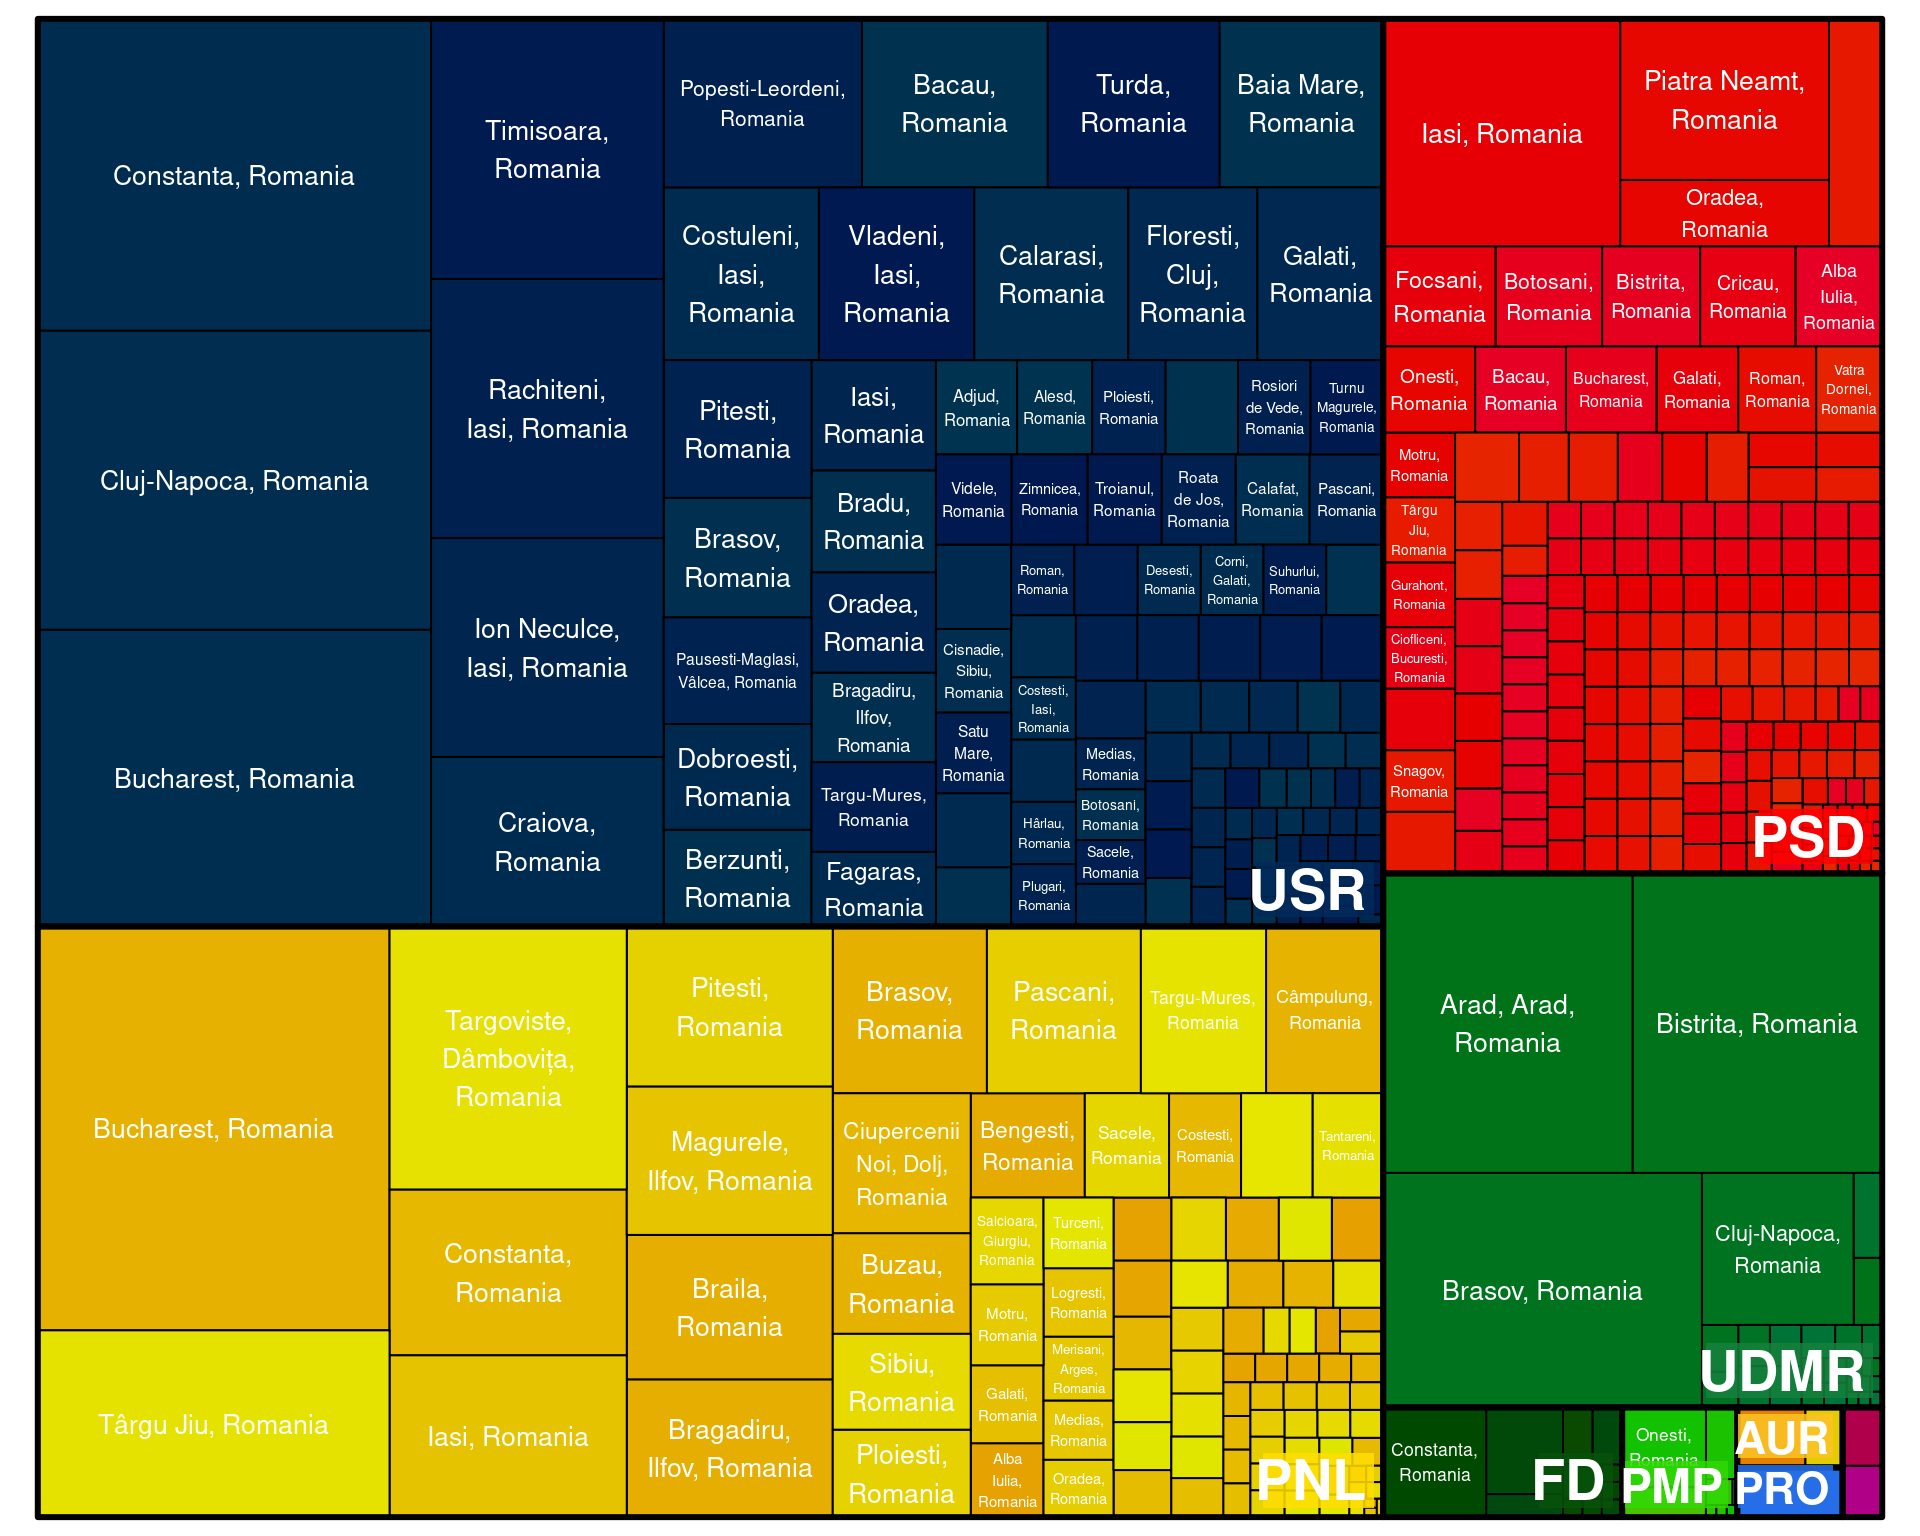 Constanta, Romania
Cluj-Napoca, Romania
Bucharest, Romania
Timisoara,
Romania
Rachiteni,
Iasi, Romania
Ion Neculce,
Iasi, Romania
Craiova,
Romania
Popesti-Leordeni,
Romania
Bacau,
Romania
Turda,
Romania
Baia Mare,
Romania
Costuleni,
Iasi,
Romania
Vladeni,
Iasi,
Romania
Calarasi,
Romania
Floresti,
Cluj,
Romania
Galati,
Romania
Pitesti,
Romania
Brasov,
Romania
Pausesti-Maglasi,
Vâlcea, Romania
Dobroesti,
Romania
Berzunti,
Romania
Iasi,
Romania
Bradu,
Romania
Oradea,
Romania
Bragadiru,
Ilfov,
Romania
Targu-Mures,
Romania
Fagaras,
Romania
Adjud,
Romania
Alesd,
Romania
Ploiesti,
Romania
Rosiori
de Vede,
Romania
Turnu
Magurele,
Romania
Videle,
Romania
Zimnicea,
Romania
Troianul,
Romania
Roata
de Jos,
Romania
Calafat,
Romania
Pascani,
Romania
Roman,
Romania
Desesti,
Romania
Corni,
Galati,
Romania
Suhurlui,
Romania
Cisnadie,
Sibiu,
Romania
Satu
Mare,
Romania
Costesti,
Iasi,
Romania
Hârlau,
Romania
Plugari,
Romania
Medias,
Romania
Botosani,
Romania
Sacele,
Romania
USR
Iasi, Romania
Piatra Neamt,
Romania
Oradea,
Romania
Focsani,
Romania
Botosani,
Romania
Bistrita,
Romania
Cricau,
Romania
Alba
Iulia,
Romania
Onesti,
Romania
Bacau,
Romania
Bucharest,
Romania
Galati,
Romania
Roman,
Romania
Vatra
Dornei,
Romania
Motru,
Romania
Târgu
Jiu,
Romania
Gurahont,
Romania
Ciofliceni,
Bucuresti,
Romania
Snagov,
Romania
PSD
Bucharest, Romania
Târgu Jiu, Romania
Targoviste,
Dâmbovița,
Romania
Constanta,
Romania
Iasi, Romania
Pitesti,
Romania
Magurele,
Ilfov, Romania
Braila,
Romania
Bragadiru,
Ilfov, Romania
Brasov,
Romania
Pascani,
Romania
Targu-Mures,
Romania
Câmpulung,
Romania
Ciupercenii
Noi, Dolj,
Romania
Buzau,
Romania
Sibiu,
Romania
Ploiesti,
Romania
Bengesti,
Romania
Sacele,
Romania
Costesti,
Romania
Tantareni,
Romania
Salcioara,
Giurgiu,
Romania
Motru,
Romania
Galati,
Romania
Alba
Iulia,
Romania
Turceni,
Romania
Logresti,
Romania
Merisani,
Arges,
Romania
Medias,
Romania
Oradea,
Romania
PNL
Arad, Arad,
Romania
Bistrita, Romania
Brasov, Romania
Cluj-Napoca,
Romania
UDMR
Constanta,
Romania
FD
Onesti,
Romania
PMP
AUR
PRO